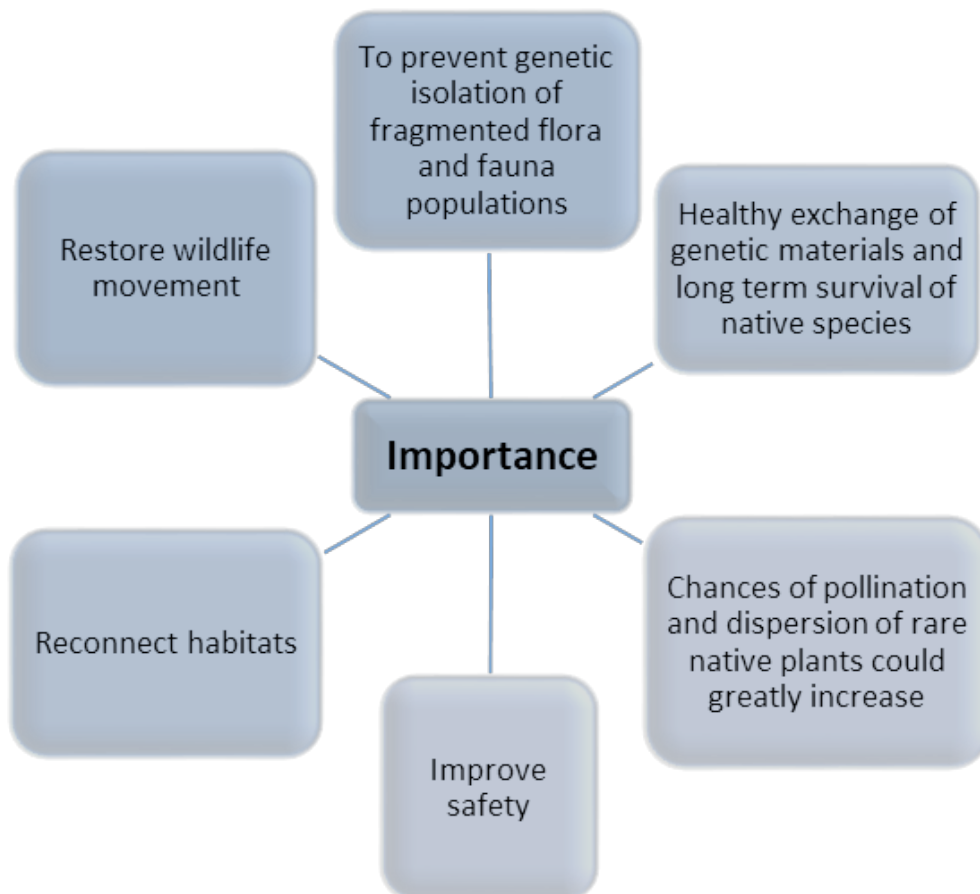 To prevent genetic
isolation of
fragmented flora
and fauna
populations
Healthy exchange of
genetic materials and
long term survival of
native species
Chances of pollination
and dispersion of rare
native plants could
greatly increase
Improve
safety
Reconnect habitats
Restore wildlife
movement
Importance